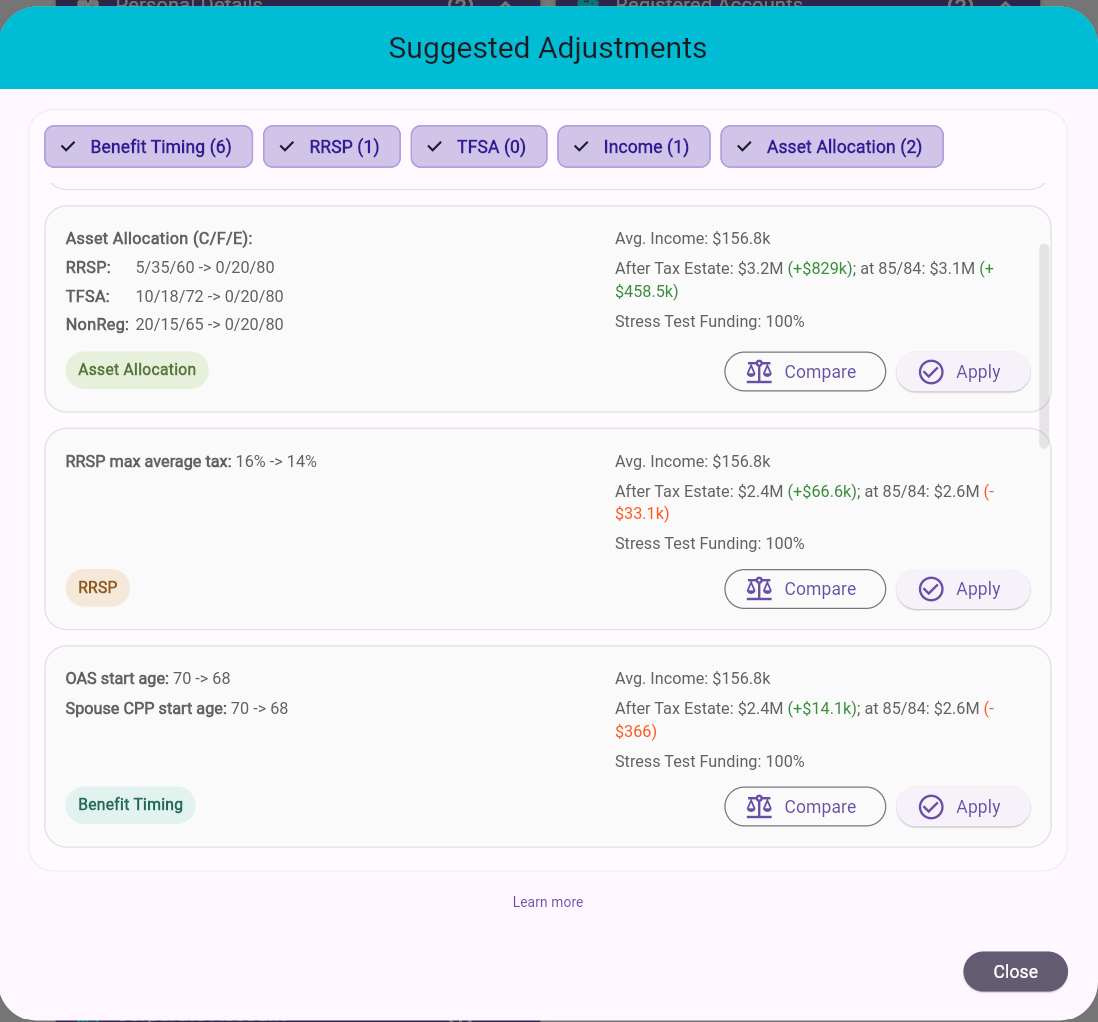 Personal Details (2) Registered Accounts (2)
Suggested Adjustments
Benefit Timing (6) RRSP (1) TFSA (0) Income (1) Asset Allocation (2)
Asset Allocation (C/F/E):
RRSP: 5/35/60 -> 0/20/80
TFSA: 10/18/72 -> 0/20/80
NonReg: 20/15/65 -> 0/20/80
Asset Allocation
Avg. Income: $156.8k
After Tax Estate: $3.2M (+$829k); at 85/84: $3.1M (+
$458.5k)
Stress Test Funding: 100%
Compare Apply
RRSP max average tax: 16% -> 14%
RRSP
Avg. Income: $156.8k
After Tax Estate: $2.4M (+$66.6k); at 85/84: $2.6M (-
$33.1k)
Stress Test Funding: 100%
Compare Apply
OAS start age: 70 -> 68
Spouse CPP start age: 70 -> 68
Benefit Timing
Avg. Income: $156.8k
After Tax Estate: $2.4M (+$14.1k); at 85/84: $2.6M (-
$366)
Stress Test Funding: 100%
Compare Apply
Learn more
Close